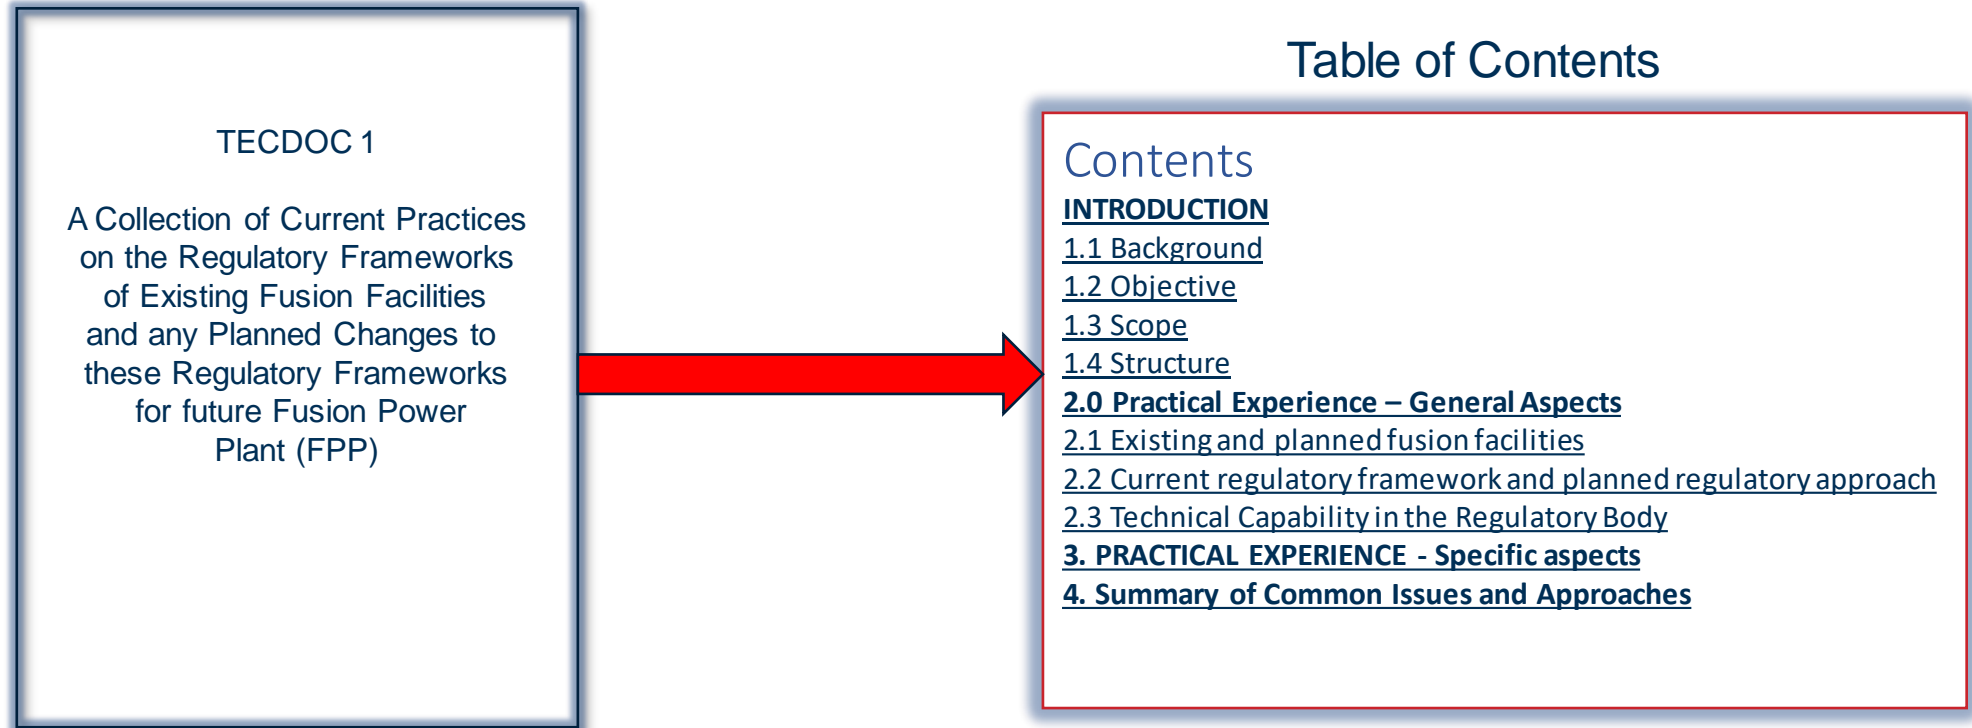 TECDOC 1
A Collection of Current Practices
on the Regulatory Frameworks
of Existing Fusion Facilities
and any Planned Changes to
these Regulatory Frameworks
for future Fusion Power
Plant (FPP)
Table of Contents
Contents
INTRODUCTION
1.1 Background
1.2 Objective
1.3 Scope
1.4 Structure
2.0 Practical Experience – General Aspects
2.1 Existing and planned fusion facilities
2.2 Current regulatory framework and planned regulatory approach
2.3 Technical Capability in the Regulatory Body
3. PRACTICAL EXPERIENCE - Specific aspects
4. Summary of Common Issues and Approaches